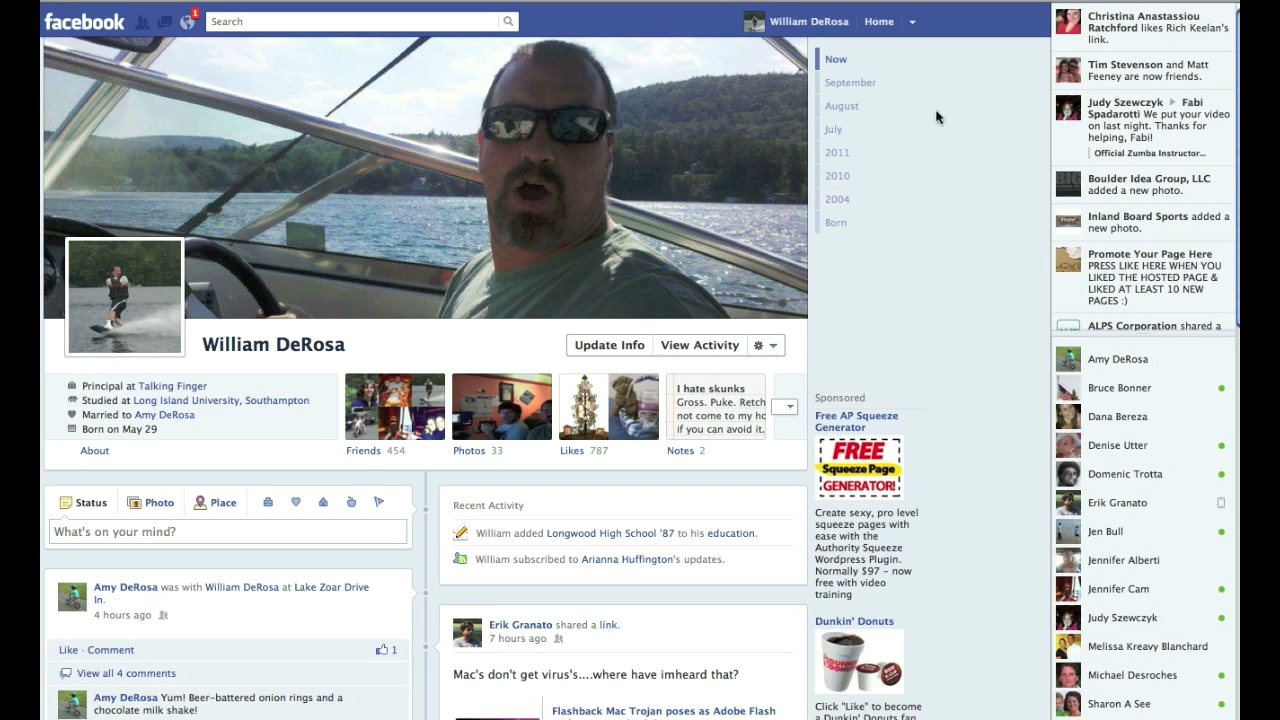 facebook
1
Search
William DeRosa
Home
Now
September
August
July
2011
2010
2004
Born
William DeRosa
Update Info
View Activity
Principal at Talking Finger
Studied at Long Island University, Southampton
Married to Amy DeRosa
Born on May 29
About
I hate skunks
Gross. Puke. Retch
not come to my ho
if you can avoid it.
Friends 454
Photos 33
Likes 787
Notes 2
Status
Photo
Place
What's on your mind?
Amy DeRosa was with William DeRosa at Lake Zoar Drive
In.
4 hours ago
Like · Comment
1
View all 4 comments
Amy DeRosa Yum! Beer-battered onion rings and a
chocolate milk shake!
Recent Activity
William added Longwood High School '87 to his education.
William subscribed to Arianna Huffington's updates.
Erik Granato shared a link.
7 hours ago
Mac's don't get virus's....where have imheard that?
Flashback Mac Trojan poses as Adobe Flash
Sponsored
Free AP Squeeze
Generator
FREE
Squeeze Page
GENERATOR!
Create sexy, pro level
squeeze pages with
ease with the
Authority Squeeze
Wordpress Plugin.
Normally $97 - now
free with video
training
Dunkin' Donuts
Click "Like" to become
a Dunkin' Donuts fan
Christina Anastassiou
Ratchford likes Rich Keelan's
link.
Tim Stevenson and Matt
Feeney are now friends.
Judy Szewczyk Fabi
Spadarotti We put your video
on last night. Thanks for
helping, Fabi!
Official Zumba Instructor...
Boulder Idea Group, LLC
added a new photo.
Inland Board Sports added a
new photo.
Promote Your Page Here
PRESS LIKE HERE WHEN YOU
LIKED THE HOSTED PAGE &
LIKED AT LEAST 10 NEW
PAGES :)
ALPS Corporation shared a
Amy DeRosa
Bruce Bonner
Dana Bereza
Denise Utter
Domenic Trotta
Erik Granato
Jen Bull
Jennifer Alberti
Jennifer Cam
Judy Szewczyk
Melissa Kreavy Blanchard
Michael Desroches
Sharon A See